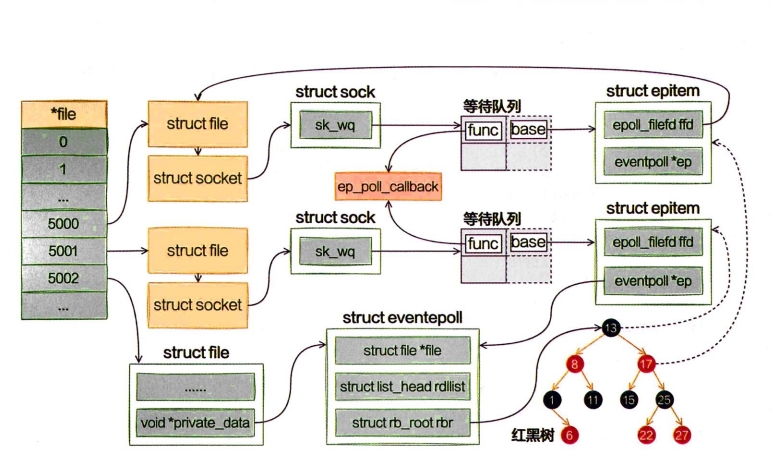 *file
0
1
...
5000
5001
5002
...
struct file
struct socket
struct sock
sk_wq
等待队列
func
base
struct epitem
epoll_filefd ffd
eventpoll *ep
ep_poll_callback
struct file
struct socket
struct sock
sk_wq
等待队列
func
base
struct epitem
epoll_filefd ffd
eventpoll *ep
struct file
......
void *private_data
struct eventepoll
struct file *file
struct list_head rdllist
struct rb_root rbr
13
8
17
1
11
15
25
6
22
27
红黑树